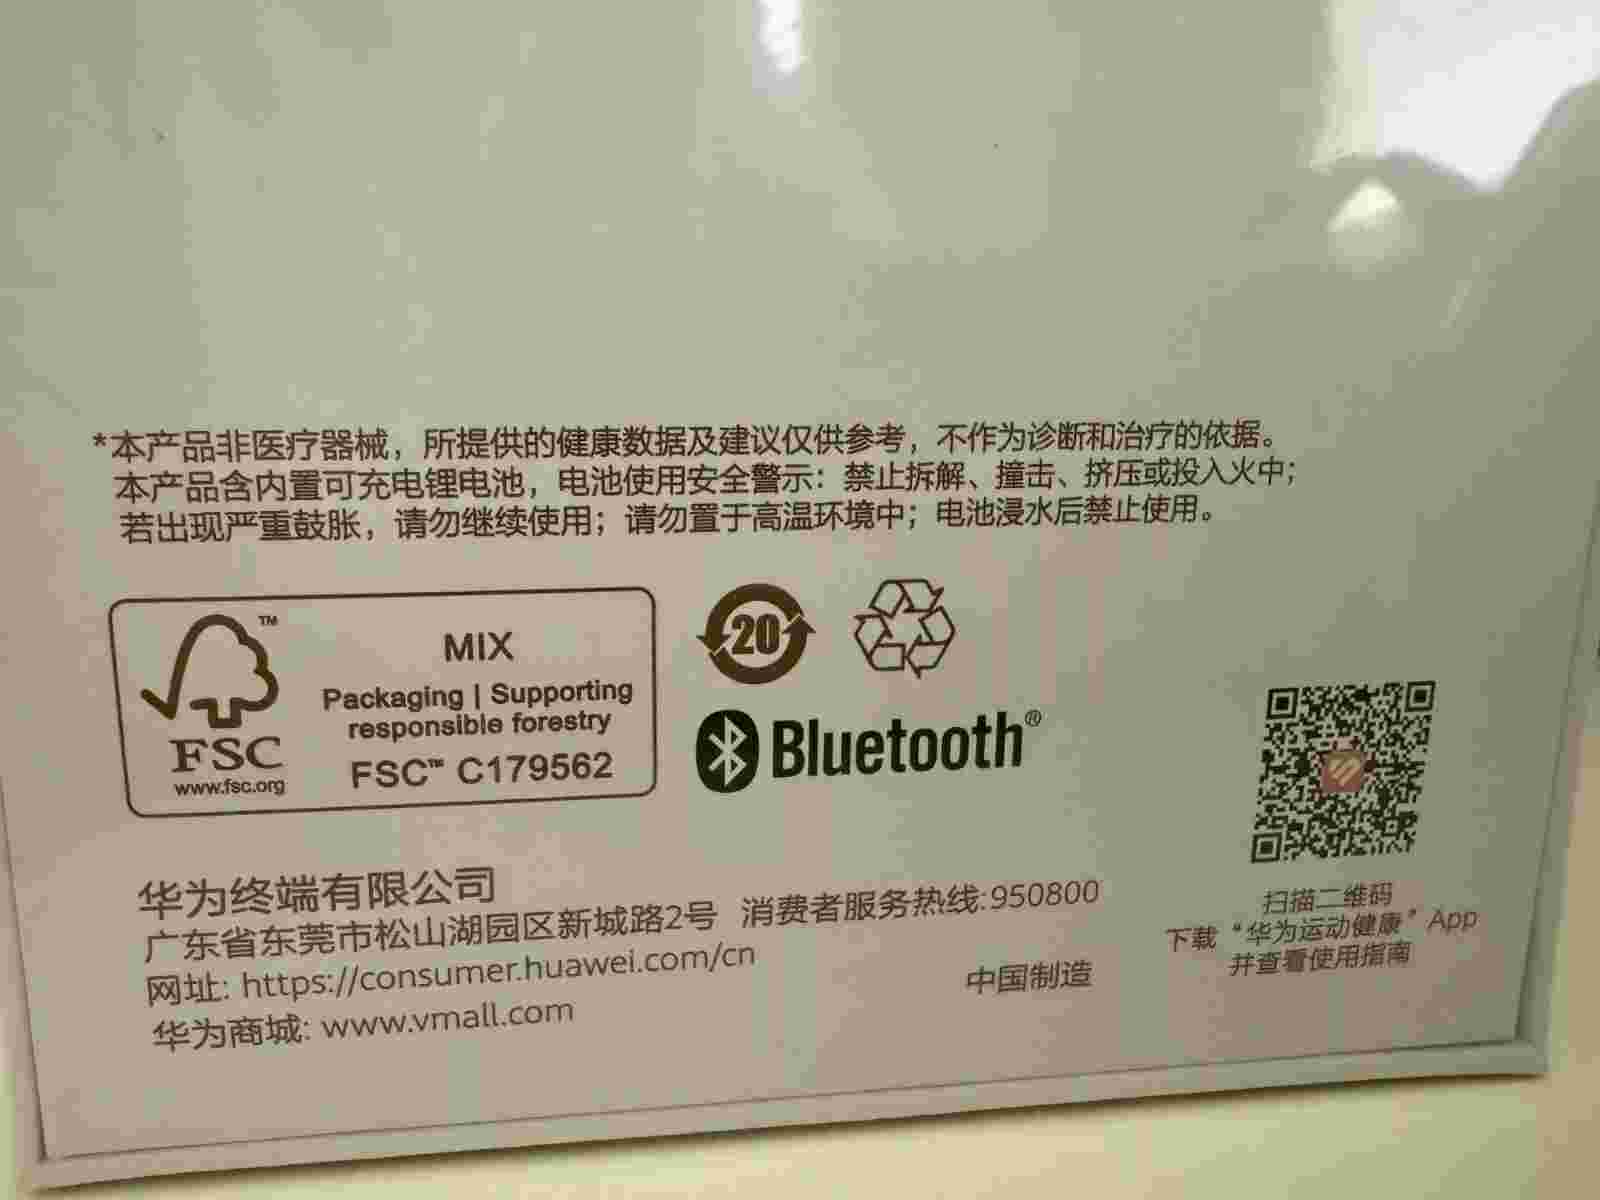 *本产品非医疗器械，所提供的健康数据及建议仅供参考，不作为诊断和治疗的依据。
本产品含内置可充电锂电池，电池使用安全警示：禁止拆解、撞击、挤压或投入火中；
若出现严重鼓胀，请勿继续使用；请勿置于高温环境中；电池浸水后禁止使用。
TM
FSC
www.fsc.org
MIX
Packaging | Supporting
responsible forestry
FSC™ C179562
20
Bluetooth®
华为终端有限公司
广东省东莞市松山湖园区新城路2号 消费者服务热线:950800
网址: https://consumer.huawei.com/cn
华为商城: www.vmall.com
中国制造
扫描二维码
下载“华为运动健康”App
并查看使用指南